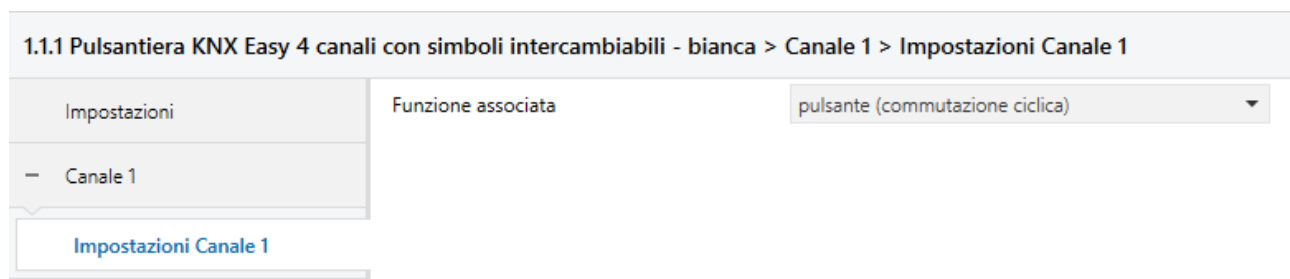 1.1.1 Pulsantiera KNX Easy 4 canali con simboli intercambiabili - bianca > Canale 1 > Impostazioni Canale 1
Impostazioni
Funzione associata
pulsante (commutazione ciclica)
Canale 1
Impostazioni Canale 1